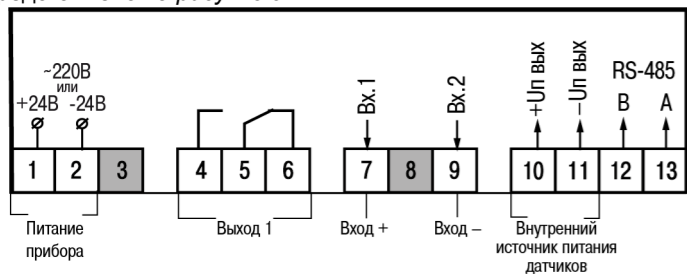 ~220В
или
+24В -24В
Вх.1
Вх.2
+Uп вых
–Uп вых
RS-485
B A
1 2 3 4 5 6 7 8 9 10 11 12 13
Питание
прибора
Выход 1
Вход +
Вход –
Внутренний
источник питания
датчиков